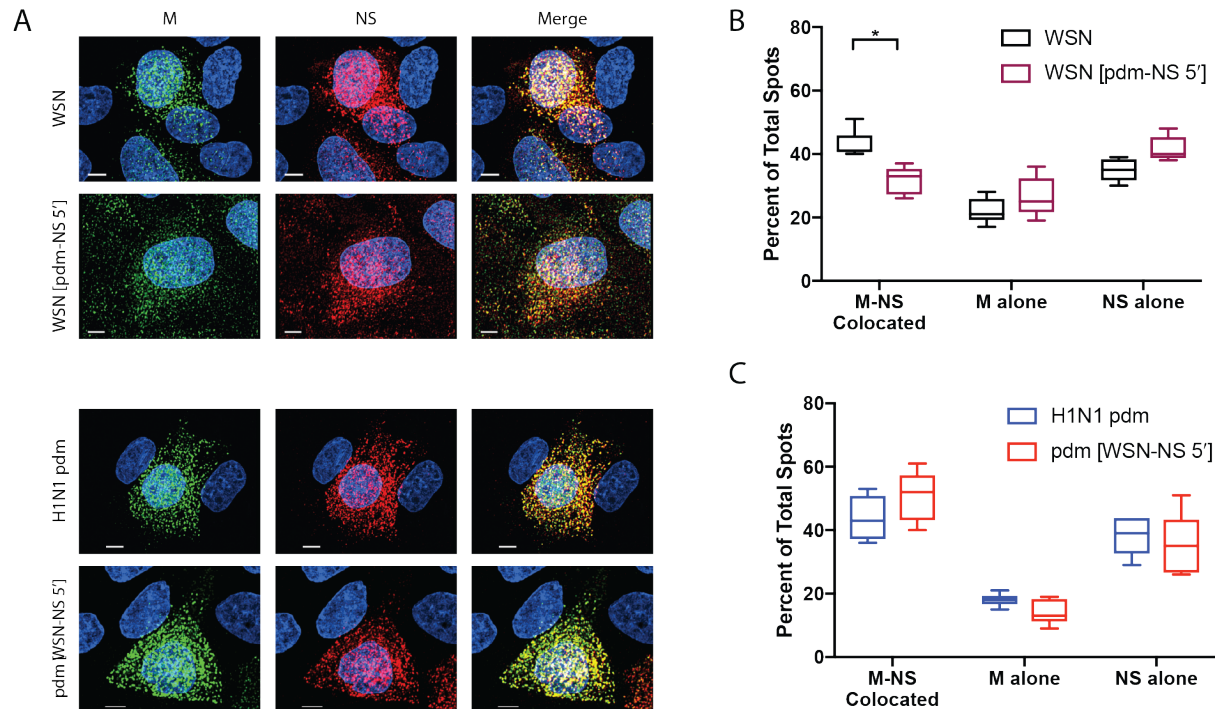 A
M
NS
Merge
WSN
WSN [pdm-NS 5′]
H1N1 pdm
pdm [WSN-NS 5′]
B
Percent of Total Spots
80
60
40
20
0
*
WSN
WSN [pdm-NS 5′]
M-NS
Colocated
M alone
NS alone
C
Percent of Total Spots
80
60
40
20
0
H1N1 pdm
pdm [WSN-NS 5′]
M-NS
Colocated
M alone
NS alone